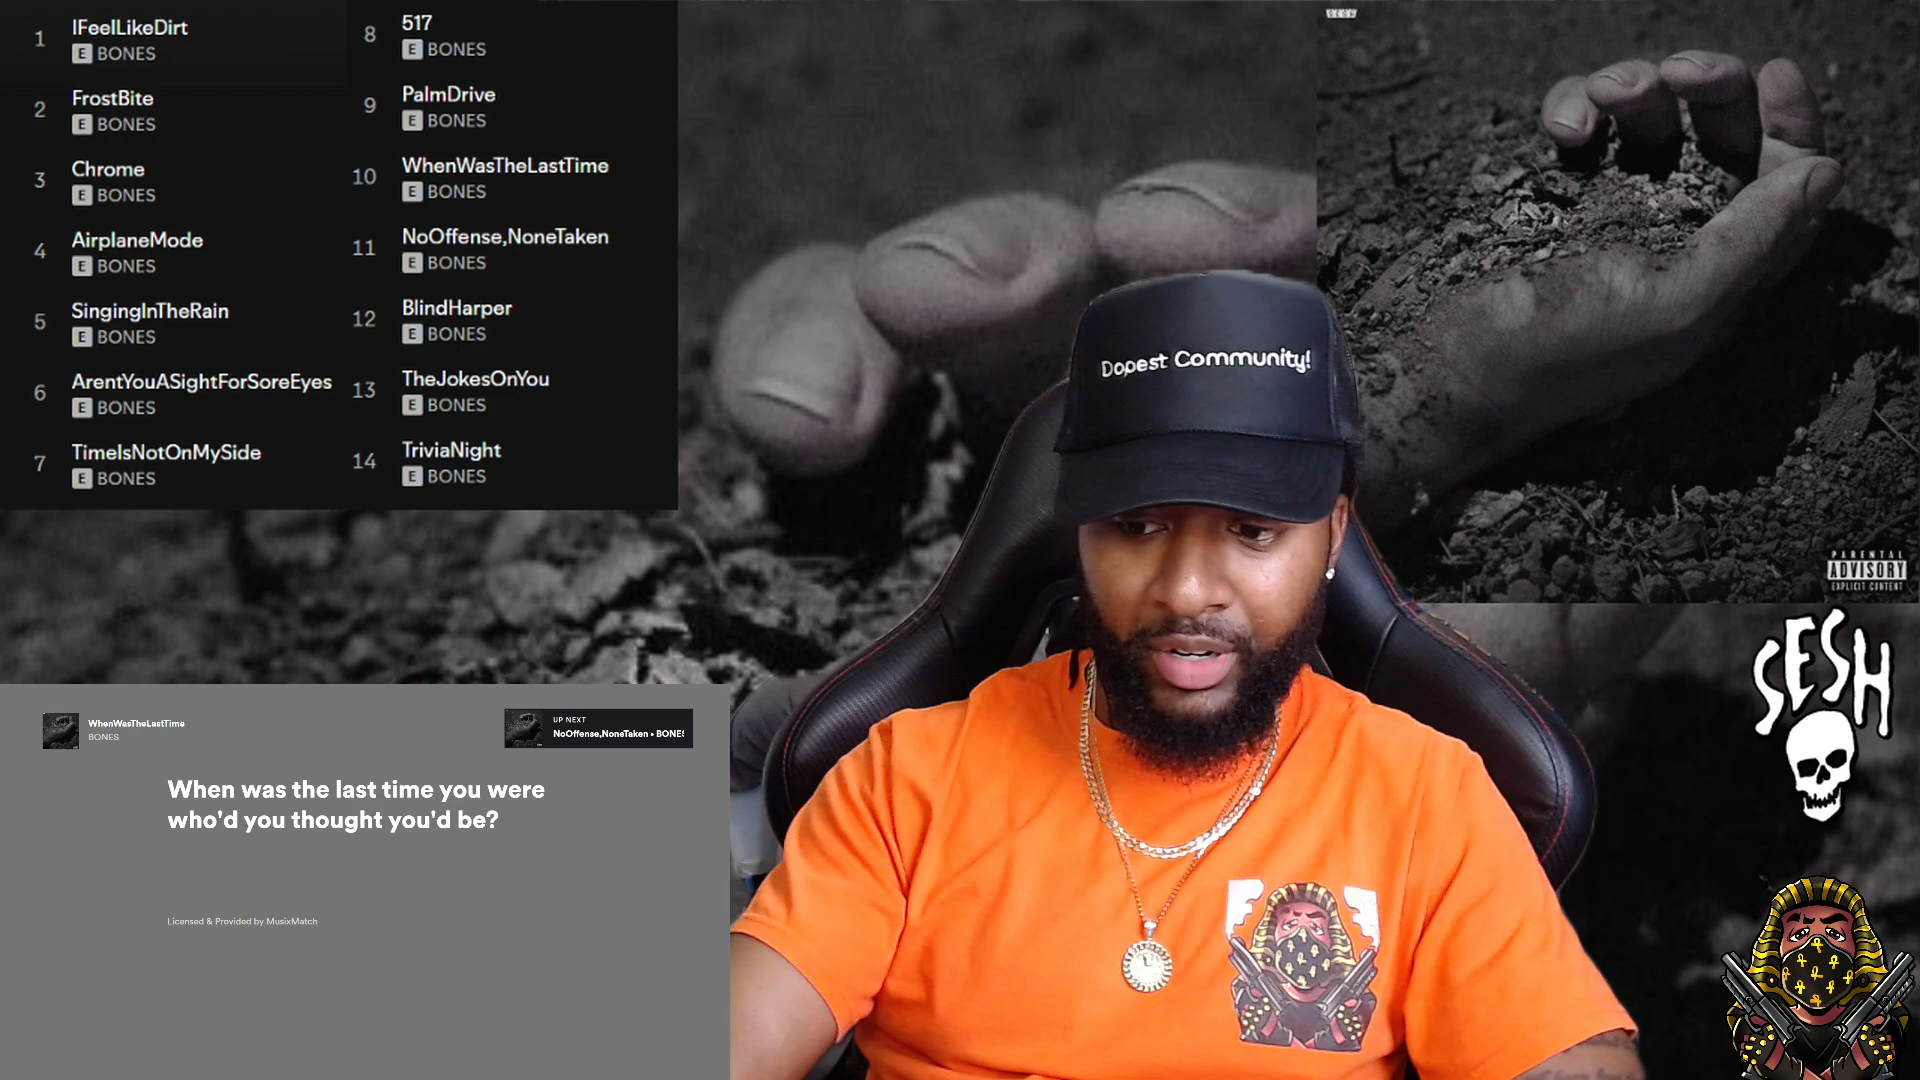 1
IFeelLikeDirt
E BONES
2
FrostBite
E BONES
3
Chrome
E BONES
4
AirplaneMode
E BONES
5
SingingInTheRain
E BONES
6
ArentYouASightForSoreEyes
E BONES
7
TimeIsNotOnMySide
E BONES
8
517
E BONES
9
PalmDrive
E BONES
10
WhenWasTheLastTime
E BONES
11
NoOffense,NoneTaken
E BONES
12
BlindHarper
E BONES
13
TheJokesOnYou
E BONES
14
TriviaNight
E BONES
Dopest Community!
PARENTAL
ADVISORY
EXPLICIT CONTENT
SESH
WhenWasTheLastTime
BONES
UP NEXT
NoOffense,NoneTaken • BONES
When was the last time you were
who'd you thought you'd be?
Licensed & Provided by MusixMatch